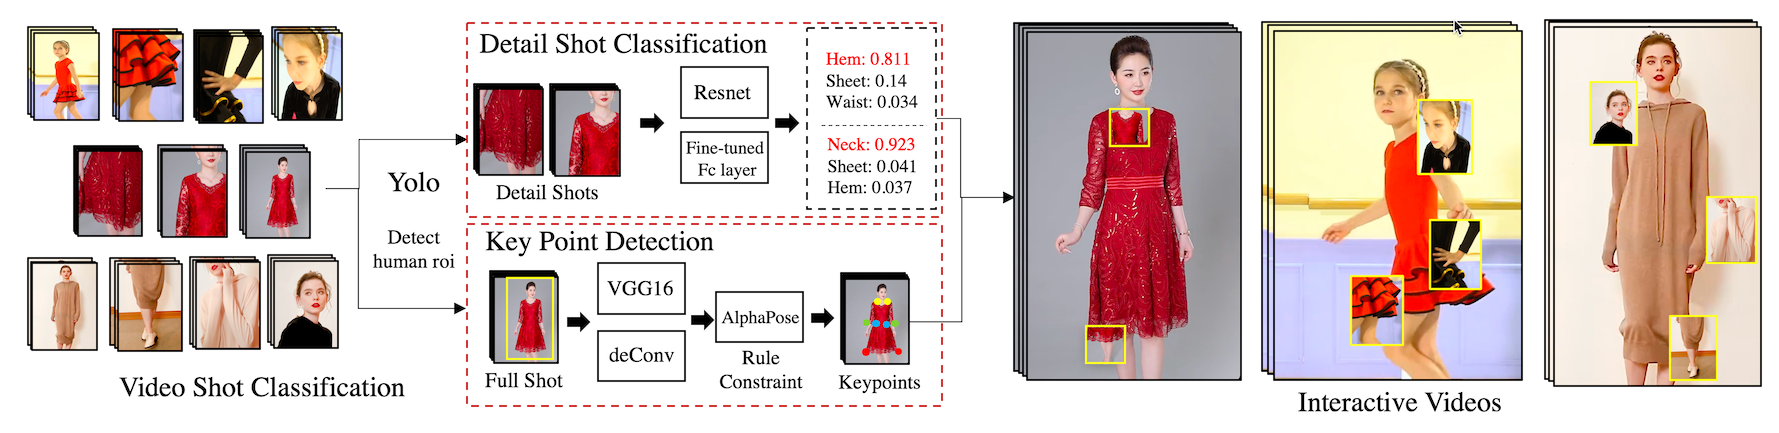 Video Shot Classification
Yolo
Detect
human roi
Detail Shot Classification
Detail Shots
Resnet
Fine-tuned
Fc layer
Hem: 0.811
Sheet: 0.14
Waist: 0.034
Neck: 0.923
Sheet: 0.041
Hem: 0.037
Key Point Detection
Full Shot
VGG16
deConv
AlphaPose
Rule
Constraint
Keypoints
Interactive Videos